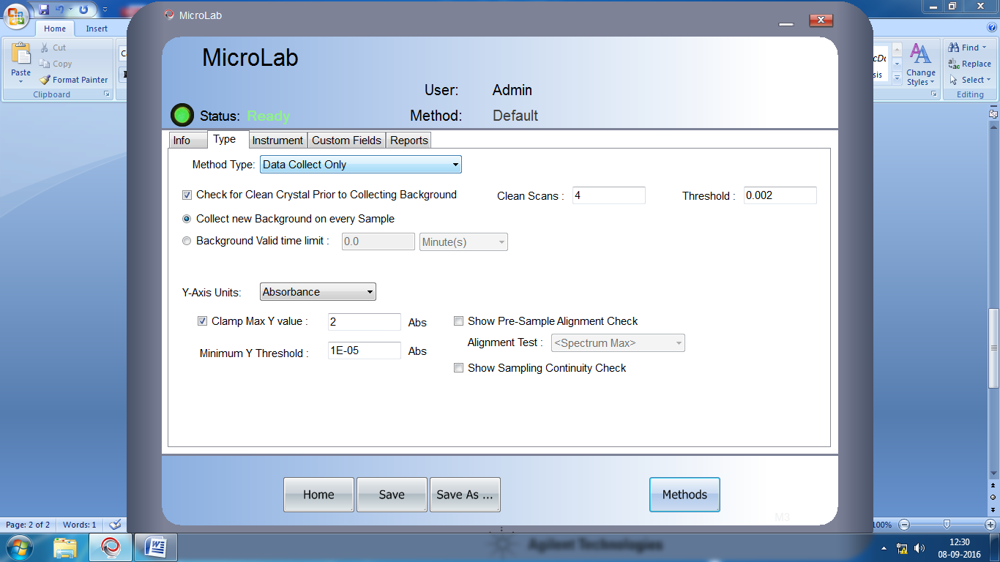 MicroLab
Home
Insert
Cut
Copy
Paste
Format Painter
Clipboard
Find
Replace
Select
Change
Styles
Editing
MicroLab
User: Admin
Status: Ready
Method: Default
Info Type Instrument Custom Fields Reports
Method Type: Data Collect Only
Check for Clean Crystal Prior to Collecting Background Clean Scans : 4 Threshold : 0.002
Collect new Background on every Sample
Background Valid time limit : 0.0 Minute(s)
Y-Axis Units: Absorbance
Clamp Max Y value : 2 Abs Show Pre-Sample Alignment Check
Alignment Test : <Spectrum Max>
Minimum Y Threshold : 1E-05 Abs
Show Sampling Continuity Check
Home Save Save As ... Methods
M3
Page: 2 of 2 Words: 1 100%
Agilent Technologies
12:30
08-09-2016